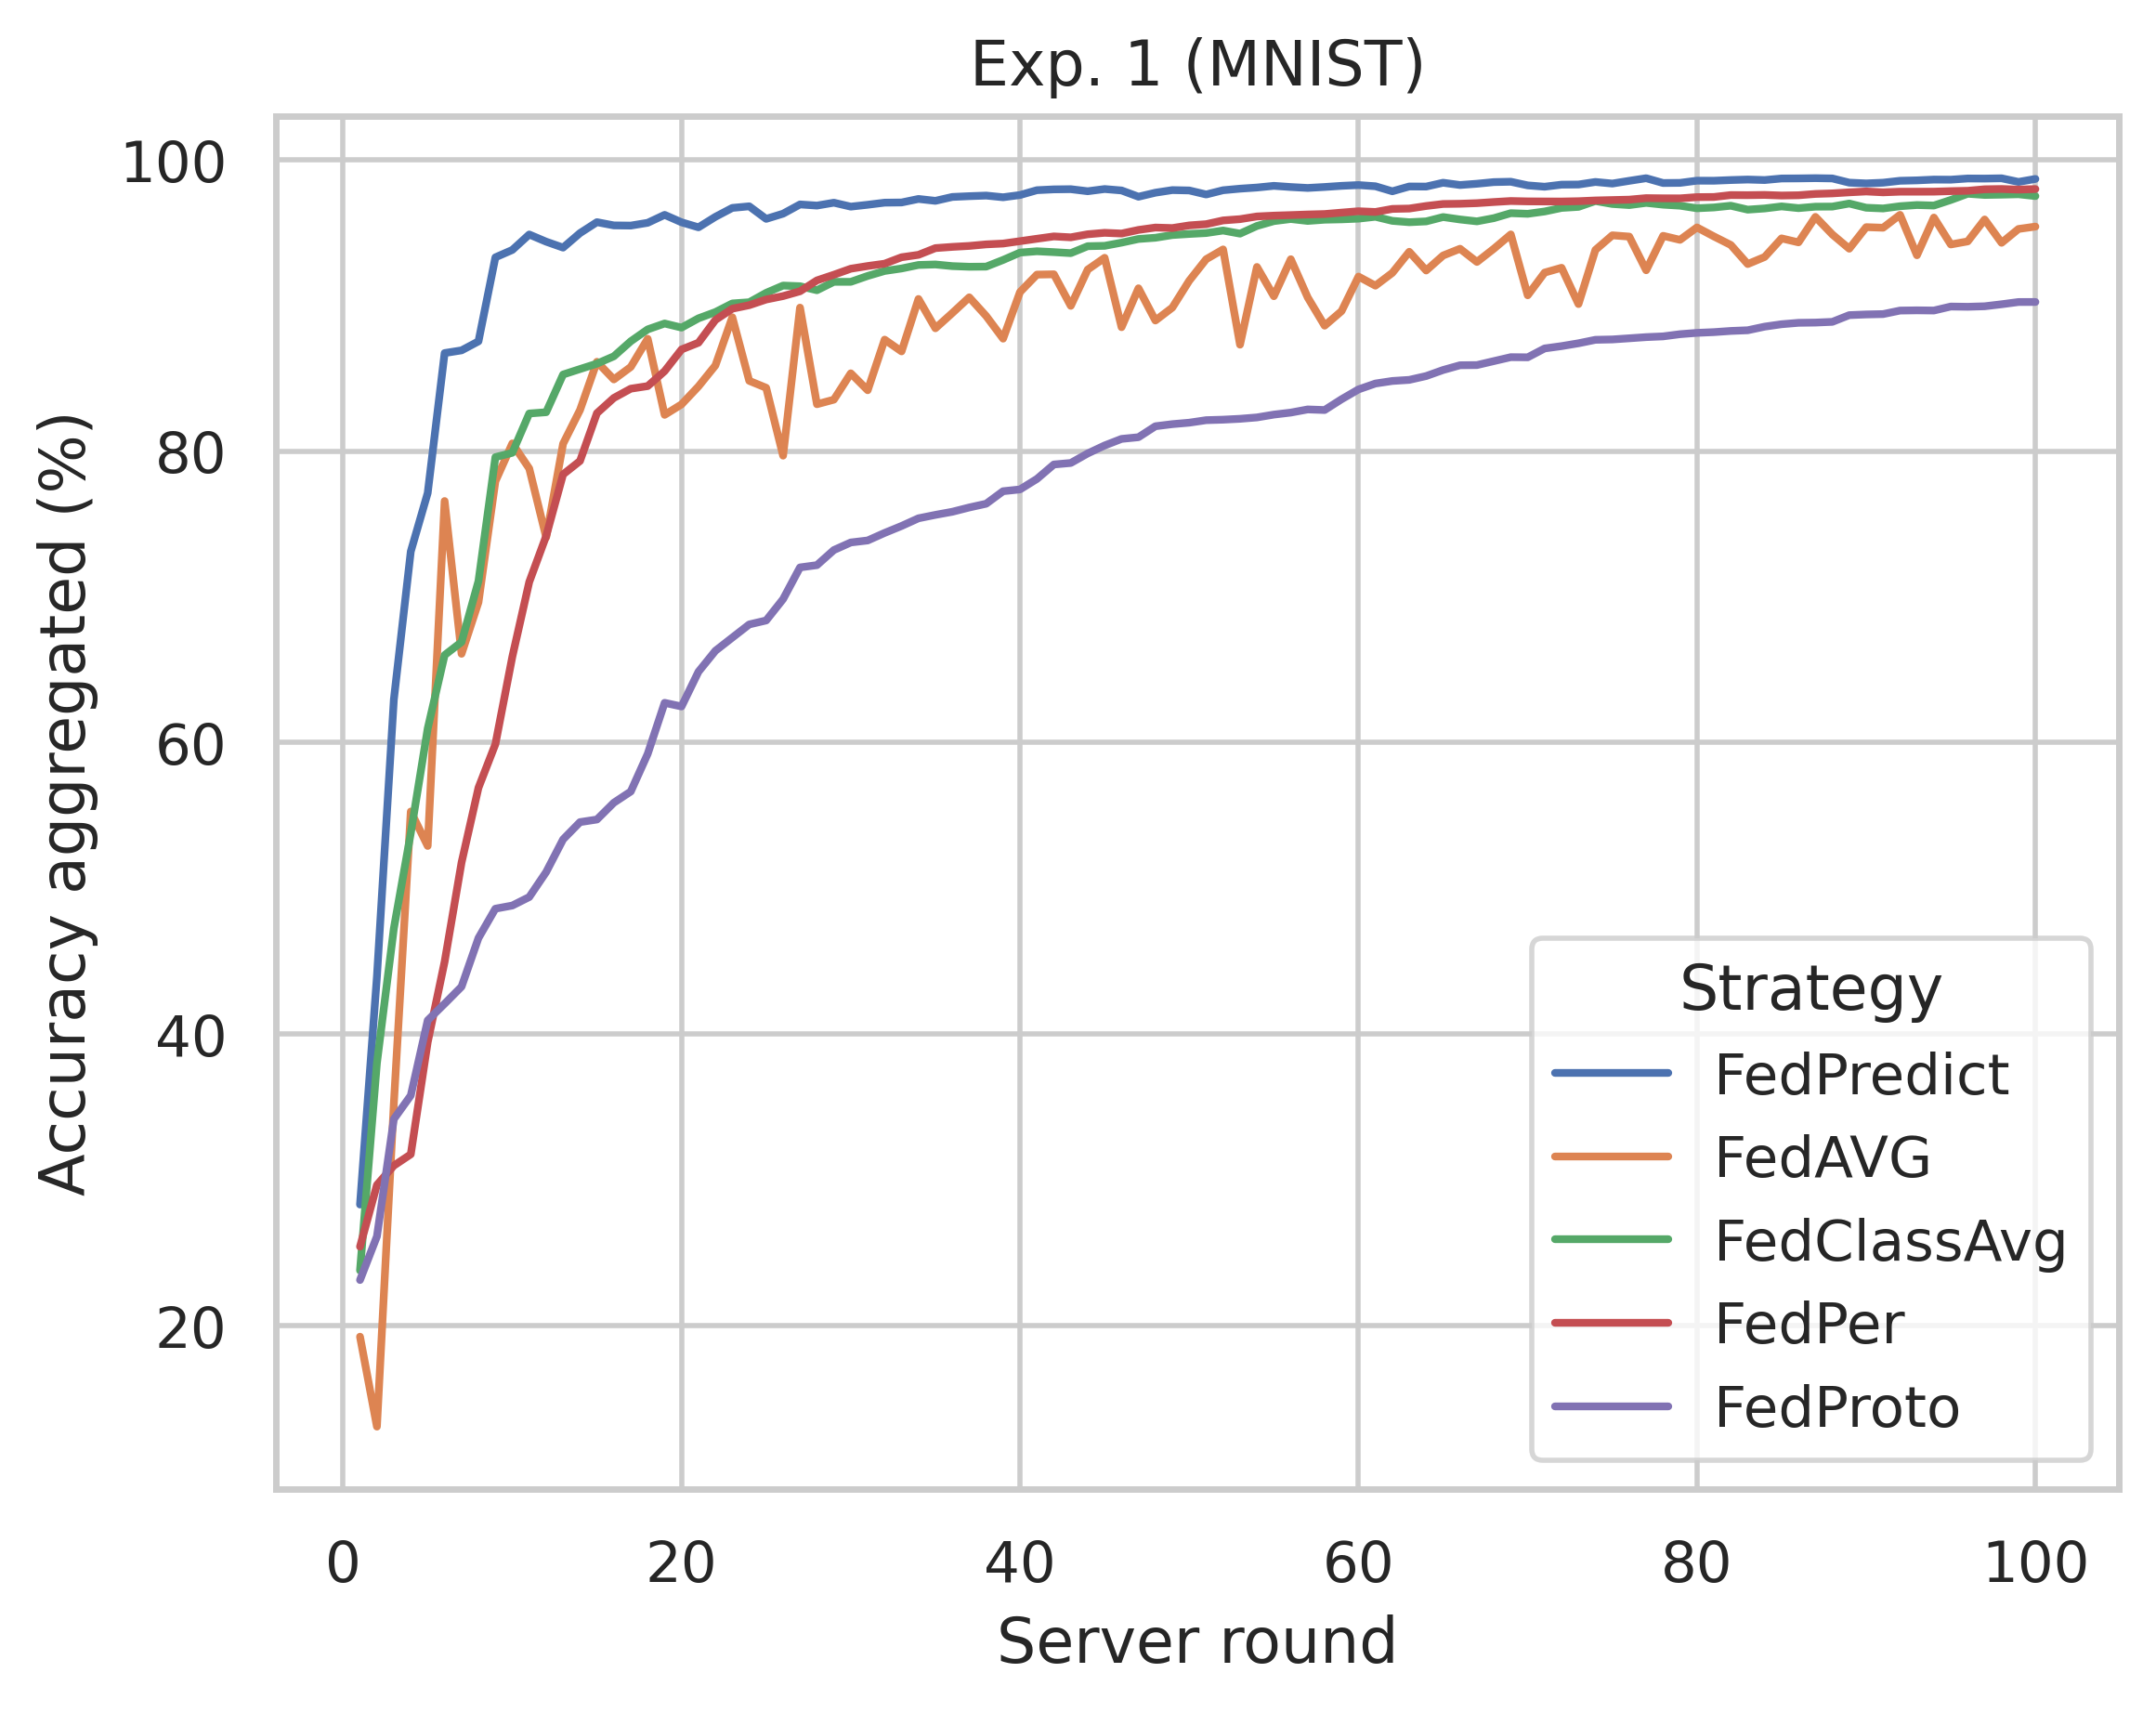 Exp. 1 (MNIST)
Accuracy aggregated (%)
100
80
60
40
20
0
20
40
60
80
100
Server round
Strategy
FedPredict
FedAVG
FedClassAvg
FedPer
FedProto